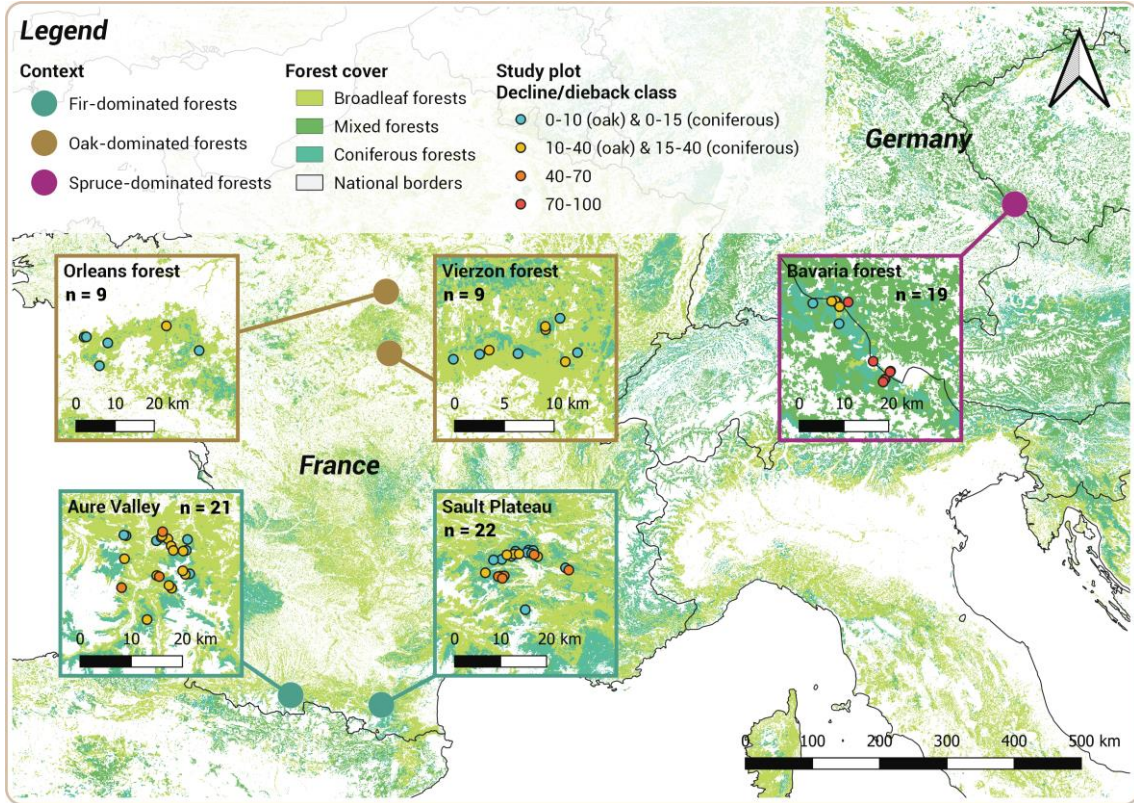 Legend
Context
Fir-dominated forests
Oak-dominated forests
Spruce-dominated forests
Forest cover
Broadleaf forests
Mixed forests
Coniferous forests
National borders
Study plot
Decline/dieback class
0-10 (oak) & 0-15 (coniferous)
10-40 (oak) & 15-40 (coniferous)
40-70
70-100
Germany
Orleans forest
n = 9
0 10 20 km
Vierzon forest
n = 9
0 5 10 km
Bavaria forest
n = 19
0 10 20 km
France
Aure Valley n = 21
0 10 20 km
Sault Plateau
n = 22
0 10 20 km
0 100 200 300 400 500 km